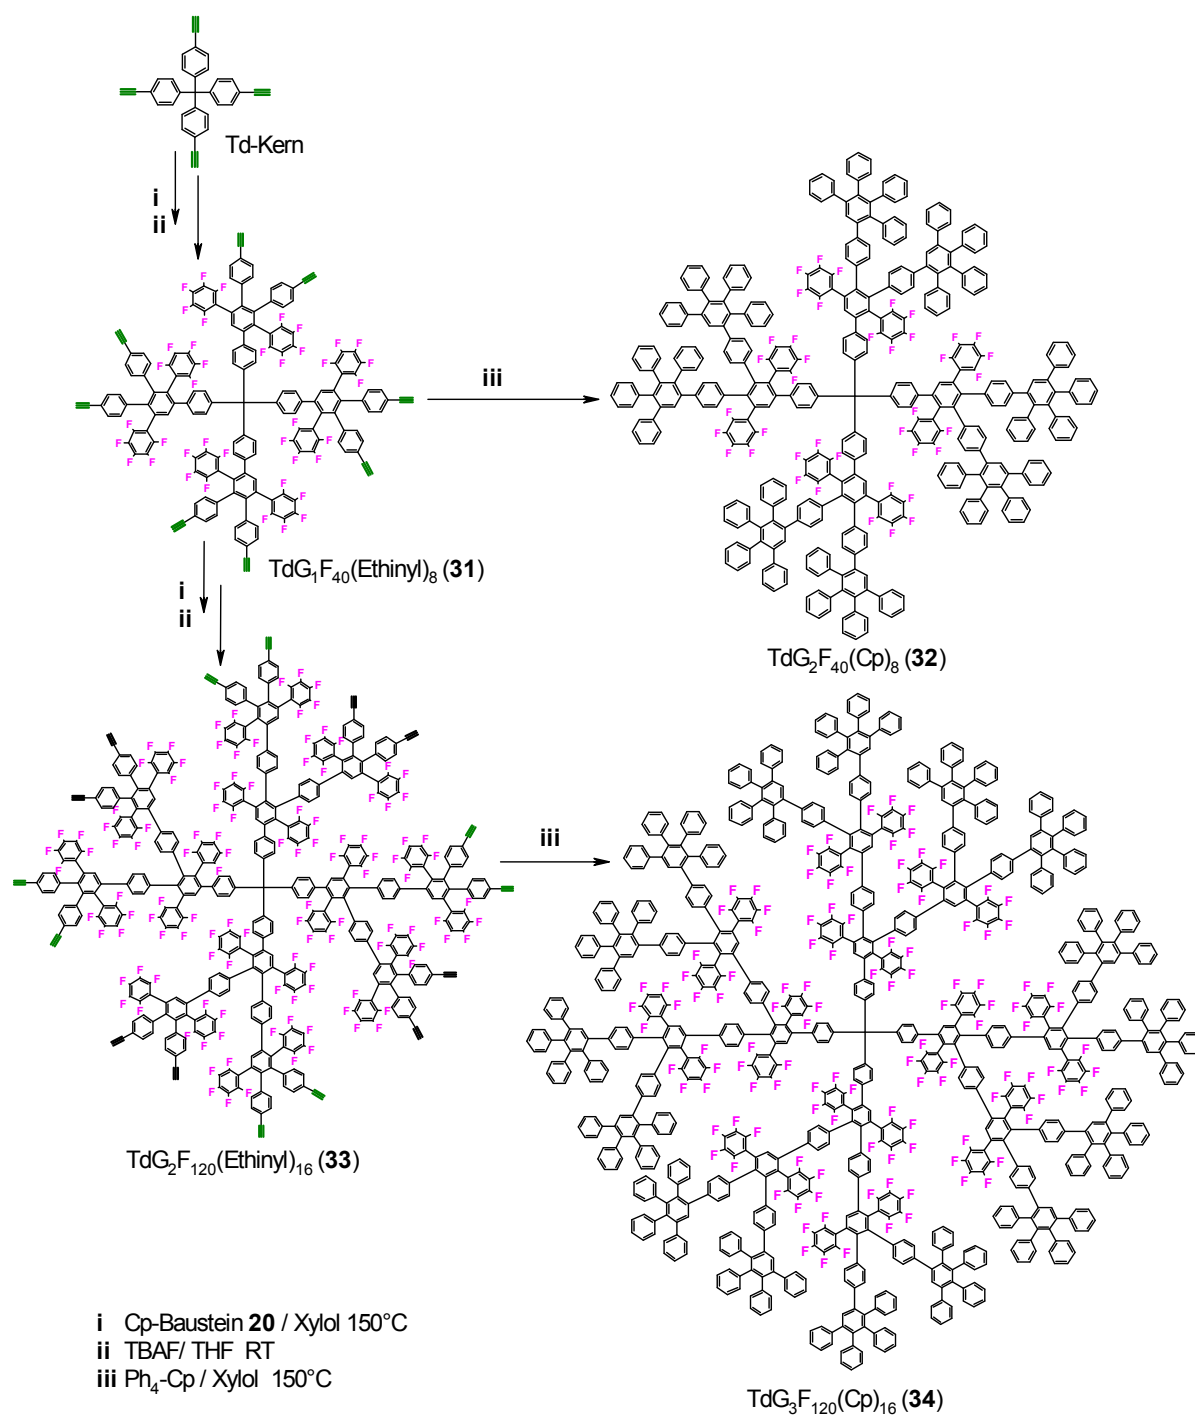 Td-Kern
i
ii
iii
TdG₁F₄₀(Ethinyl)₈ (31)
i
ii
TdG₂F₄₀(Cp)₈ (32)
iii
TdG₂F₁₂₀(Ethinyl)₁₆ (33)
i Cp-Baustein 20 / Xylol 150°C
ii TBAF/ THF RT
iii Ph₄-Cp / Xylol 150°C
TdG₃F₁₂₀(Cp)₁₆ (34)